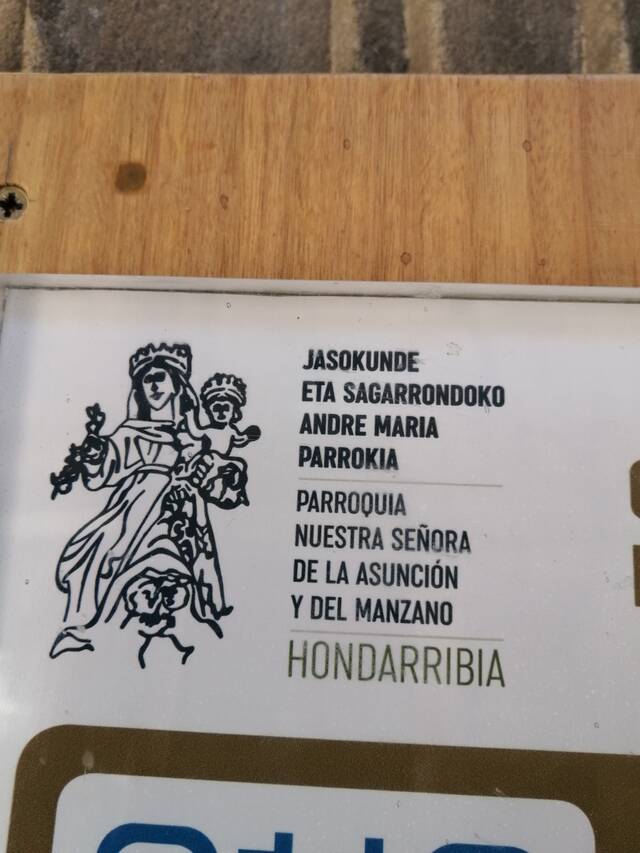 JASOKUNDE
ETA SAGARRONDOKO
ANDRE MARIA
PARROKIA
PARROQUIA
NUESTRA SEÑORA
DE LA ASUNCIÓN
Y DEL MANZANO
HONDARRIBIA